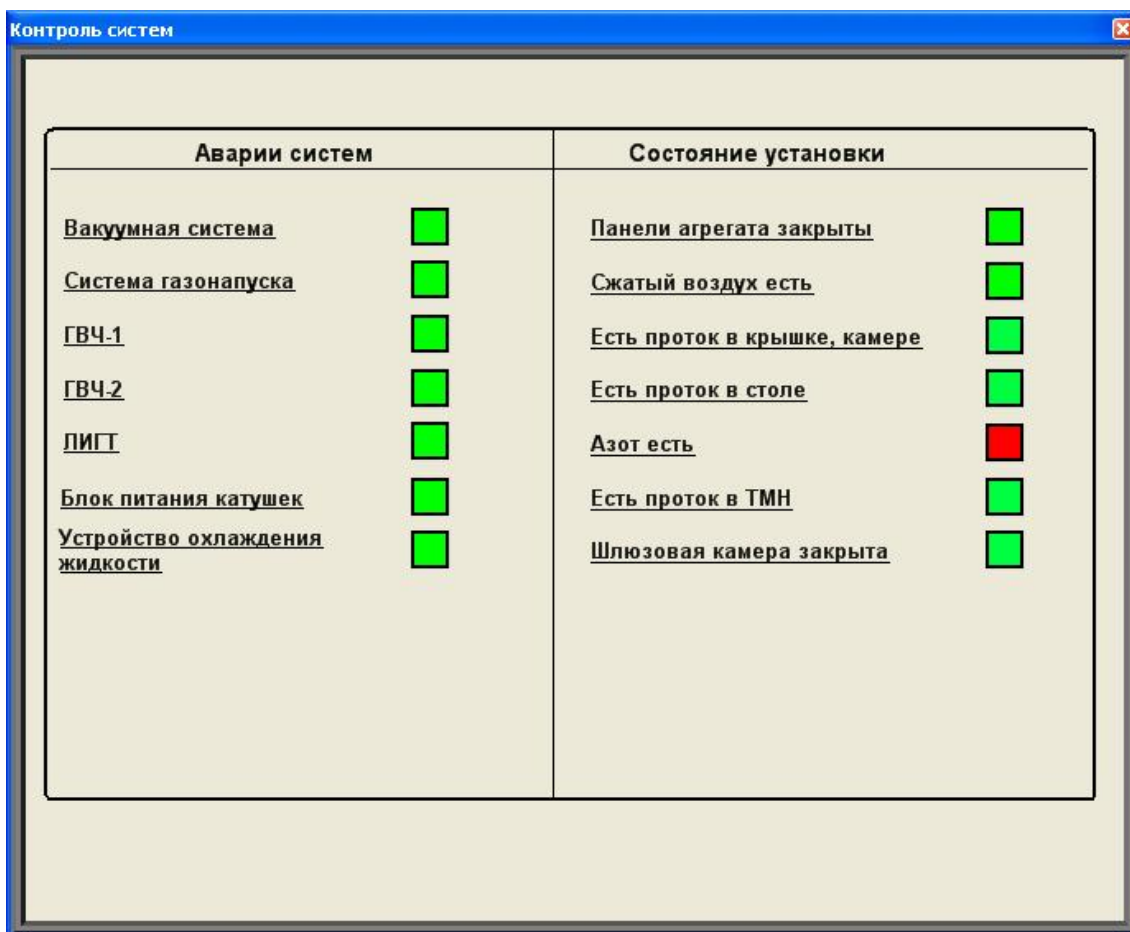 Контроль систем
Аварии систем
Вакуумная система
Система газонапуска
ГВЧ-1
ГВЧ-2
ПИГТ
Блок питания катушек
Устройство охлаждения
жидкости
Состояние установки
Панели агрегата закрыты
Сжатый воздух есть
Есть проток в крышке, камере
Есть проток в столе
Азот есть
Есть проток в ТМН
Шлюзовая камера закрыта